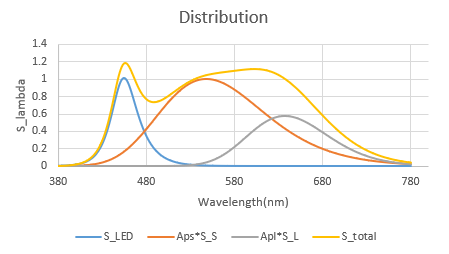 Distribution
1.4
1.2
1
0.8
0.6
0.4
0.2
0
S_lambda
380 480 580 680 780
Wavelength(nm)
S_LED Aps*S_S Apl*S_L S_total